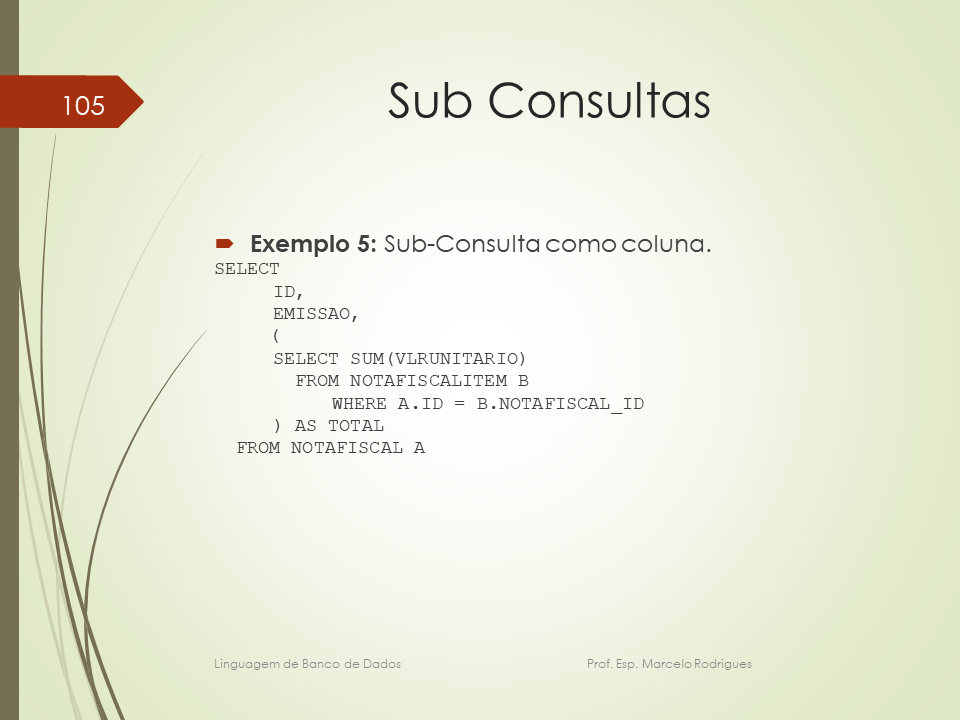 105
Sub Consultas
Exemplo 5: Sub-Consulta como coluna.
SELECT
ID,
EMISSAO,
(
SELECT SUM(VLRUNITARIO)
FROM NOTAFISCALITEM B
WHERE A.ID = B.NOTAFISCAL_ID
) AS TOTAL
FROM NOTAFISCAL A
Linguagem de Banco de Dados Prof. Esp. Marcelo Rodrigues